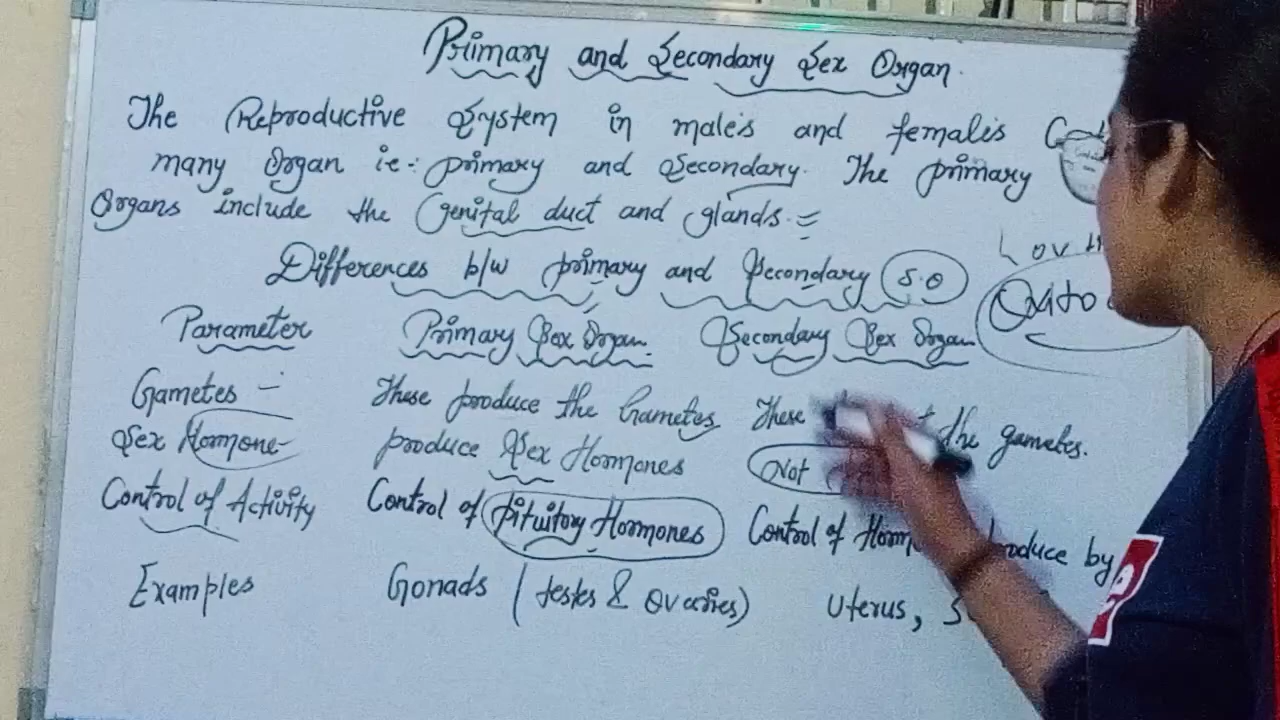 Primary and Secondary Sex Organ.
The Reproductive System in male's and female's
many Organ i.e: primary and Secondary. The primary
Organs include the Genital duct and glands.
Differences b/w primary and Secondary S.O
Parameter Primary Sex Organ. Secondary Sex Organ
Gametes - These produce the Gametes These the gametes.
Sex Hormone- produce Sex Hormones Not
Control of Activity Control of pituitory Hormones Control of produce by
Examples Gonads (testes & Ovaries) Uterus,